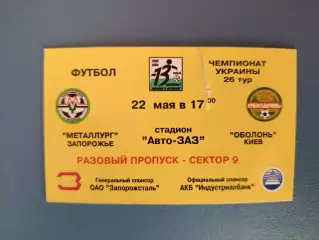 ФУТБОЛ
ЧЕМПИОНАТ
УКРАИНЫ
26 тур
22 мая в 17 00
ОБОЛОНЬ
стадион
"Авто-ЗАЗ"
"МЕТАЛЛУРГ"
ЗАПОРОЖЬЕ
"ОБОЛОНЬ"
КИЕВ
РАЗОВЫЙ ПРОПУСК - СЕКТОР 9
Генеральный спонсор
ОАО "Запорожсталь"
Официальный спонсор
АКБ "Индустриалбанк"